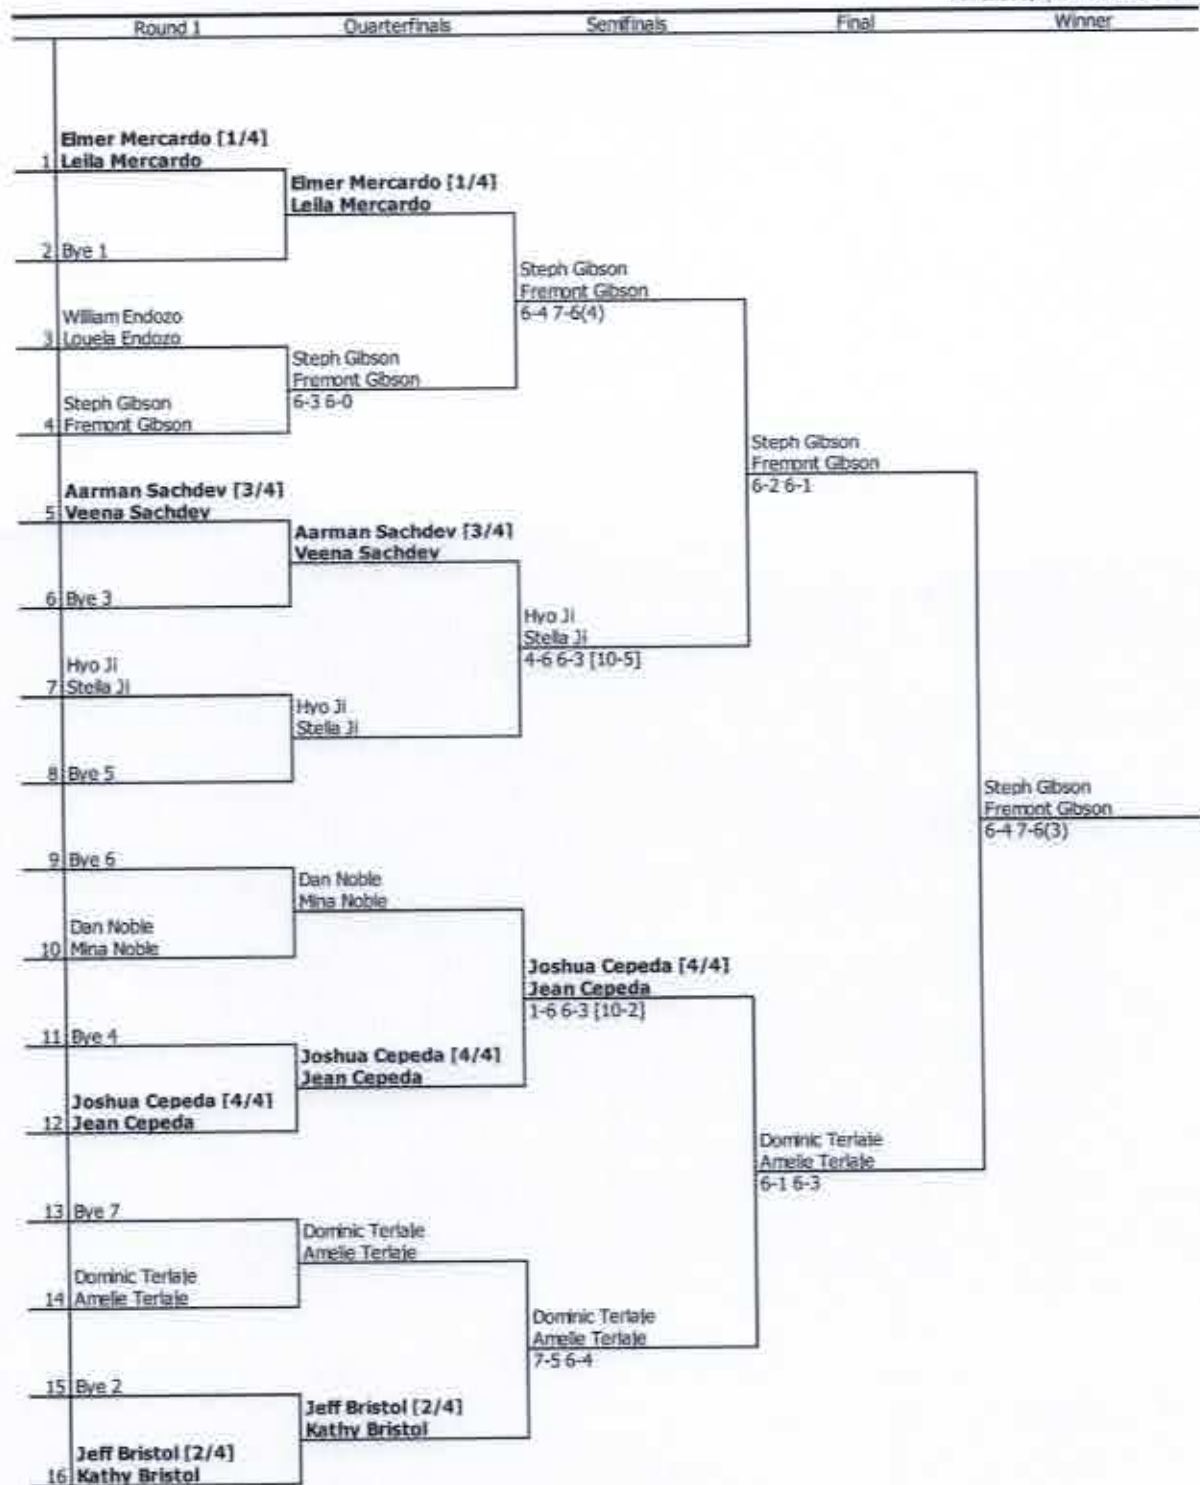 Round 1 Quarterfinals Semifinals Final Winner
Elmer Mercardo [1/4]
1 Leila Mercardo
Elmer Mercardo [1/4]
Leila Mercardo
2 Bye 1
Steph Gibson
Fremont Gibson
6-4 7-6(4)
William Endozo
3 Louela Endozo
Steph Gibson
Fremont Gibson
6-3 6-0
Steph Gibson
4 Fremont Gibson
Steph Gibson
Fremont Gibson
6-2 6-1
Aarman Sachdev [3/4]
5 Veena Sachdev
Aarman Sachdev [3/4]
Veena Sachdev
6 Bye 3
Hyo Ji
Stella Ji
4-6 6-3 [10-5]
Hyo Ji
7 Stella Ji
Hyo Ji
Stella Ji
8 Bye 5
Steph Gibson
Fremont Gibson
6-4 7-6(3)
9 Bye 6
Dan Noble
Mina Noble
Dan Noble
10 Mina Noble
Joshua Cepeda [4/4]
Jean Cepeda
1-6 6-3 [10-2]
11 Bye 4
Joshua Cepeda [4/4]
Jean Cepeda
Joshua Cepeda [4/4]
12 Jean Cepeda
Dominic Terlaje
Amelie Terlaje
6-1 6-3
13 Bye 7
Dominic Terlaje
Amelie Terlaje
Dominic Terlaje
14 Amelie Terlaje
Dominic Terlaje
Amelie Terlaje
7-5 6-4
15 Bye 2
Jeff Bristol [2/4]
Kathy Bristol
Jeff Bristol [2/4]
16 Kathy Bristol